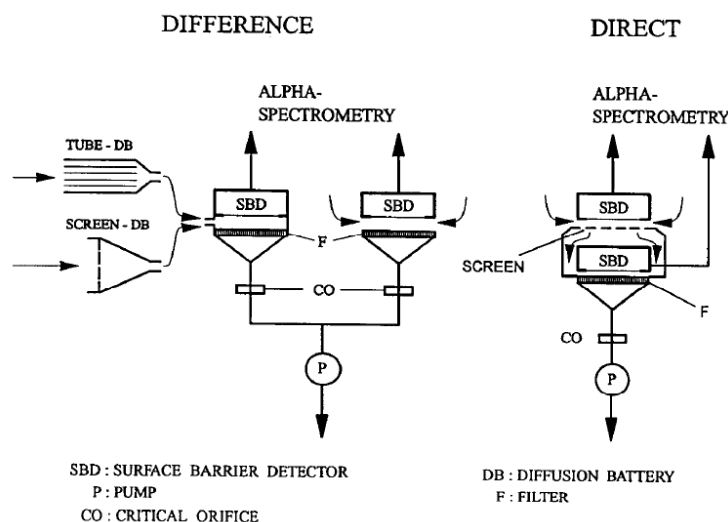 DIFFERENCE
DIRECT
ALPHA-
SPECTROMETRY
ALPHA-
SPECTROMETRY
TUBE - DB
SBD
SBD
SBD
SCREEN - DB
F
SCREEN
SBD
CO
F
CO
P
P
SBD : SURFACE BARRIER DETECTOR
P : PUMP
CO : CRITICAL ORIFICE
DB : DIFFUSION BATTERY
F : FILTER